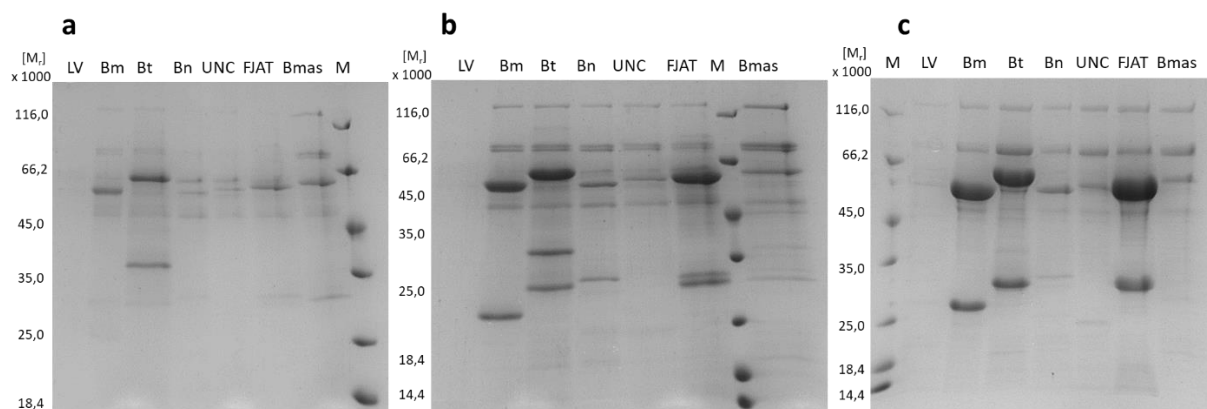 a
[Mr]
x 1000
LV Bm Bt Bn UNC FJAT Bmas M
116,0
66,2
45,0
35,0
25,0
18,4
b
[Mr]
x 1000
LV Bm Bt Bn UNC FJAT M Bmas
116,0
66,2
45,0
35,0
25,0
18,4
14,4
c
[Mr]
x 1000
M LV Bm Bt Bn UNC FJAT Bmas
116,0
66,2
45,0
35,0
25,0
18,4
14,4